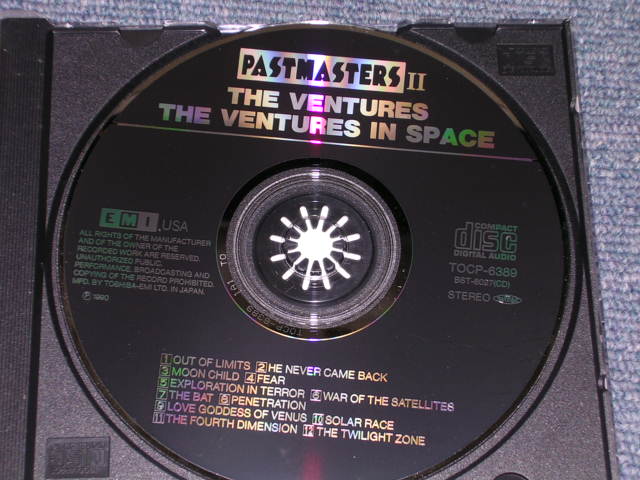 PASTMASTERS II
THE VENTURES
THE VENTURES IN SPACE
EMI, USA
ALL RIGHTS OF THE MANUFACTURER
AND OF THE OWNER OF THE
RECORDED WORK ARE RESERVED.
UNAUTHORIZED PUBLIC
PERFORMANCE, BROADCASTING AND
COPYING OF THE RECORD PROHIBITED.
MFD. BY TOSHIBA-EMI LTD. IN JAPAN.
Ⓟ 1990
COMPACT
disc
DIGITAL AUDIO
TOCP-6389
BST-8027(CD)
STEREO
TOCP-6389 1A1 TO
1 OUT OF LIMITS 2 HE NEVER CAME BACK
3 MOON CHILD 4 FEAR
5 EXPLORATION IN TERROR 6 WAR OF THE SATELLITES
7 THE BAT 8 PENETRATION
9 LOVE GODDESS OF VENUS 10 SOLAR RACE
11 THE FOURTH DIMENSION 12 THE TWILIGHT ZONE